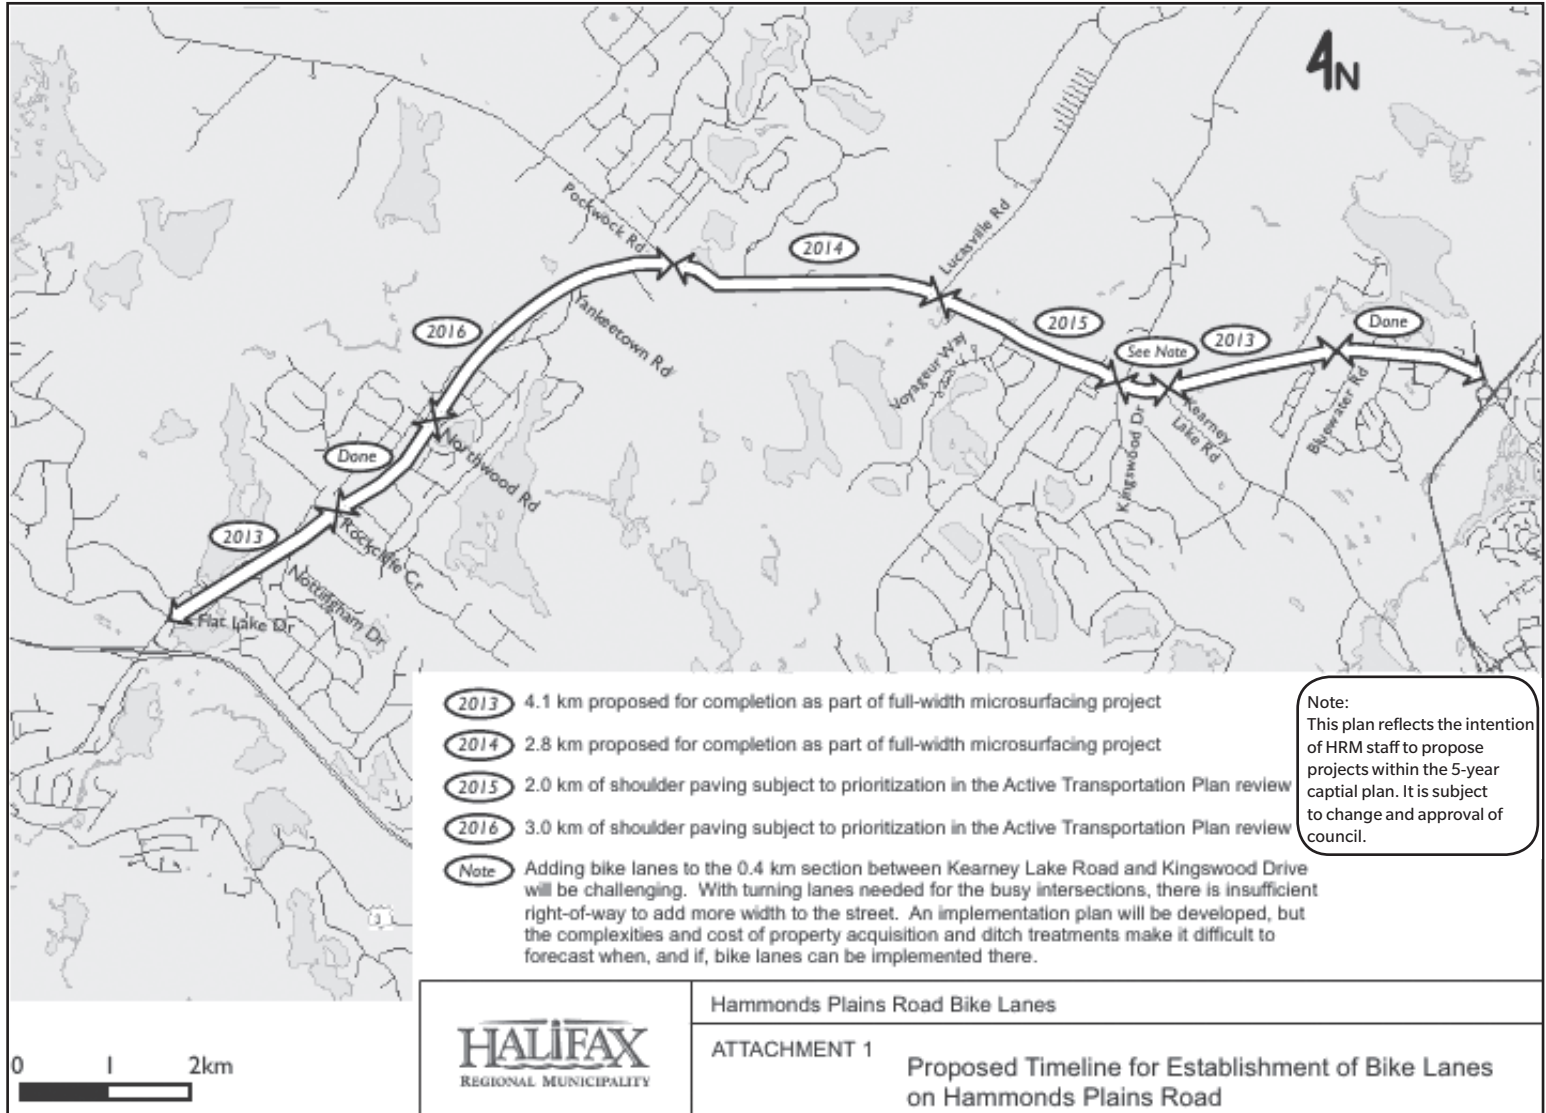 4N
Pockwock Rd
2014
Lucasville Rd
2016
Yankeetown Rd
2015
See Note
2013
Done
Voyageur Way
Kingswood Dr
Kearney
Lake Rd
Bluewater Rd
Done
Northwood Rd
2013
Rockcliffe Cr
Nottingham Dr
Flat Lake Dr
2013 4.1 km proposed for completion as part of full-width microsurfacing project
2014 2.8 km proposed for completion as part of full-width microsurfacing project
2015 2.0 km of shoulder paving subject to prioritization in the Active Transportation Plan review
2016 3.0 km of shoulder paving subject to prioritization in the Active Transportation Plan review
Note Adding bike lanes to the 0.4 km section between Kearney Lake Road and Kingswood Drive
will be challenging. With turning lanes needed for the busy intersections, there is insufficient
right-of-way to add more width to the street. An implementation plan will be developed, but
the complexities and cost of property acquisition and ditch treatments make it difficult to
forecast when, and if, bike lanes can be implemented there.
Note:
This plan reflects the intention
of HRM staff to propose
projects within the 5-year
captial plan. It is subject
to change and approval of
council.
3
0 1 2km
HALIFAX
REGIONAL MUNICIPALITY
Hammonds Plains Road Bike Lanes
ATTACHMENT 1
Proposed Timeline for Establishment of Bike Lanes
on Hammonds Plains Road